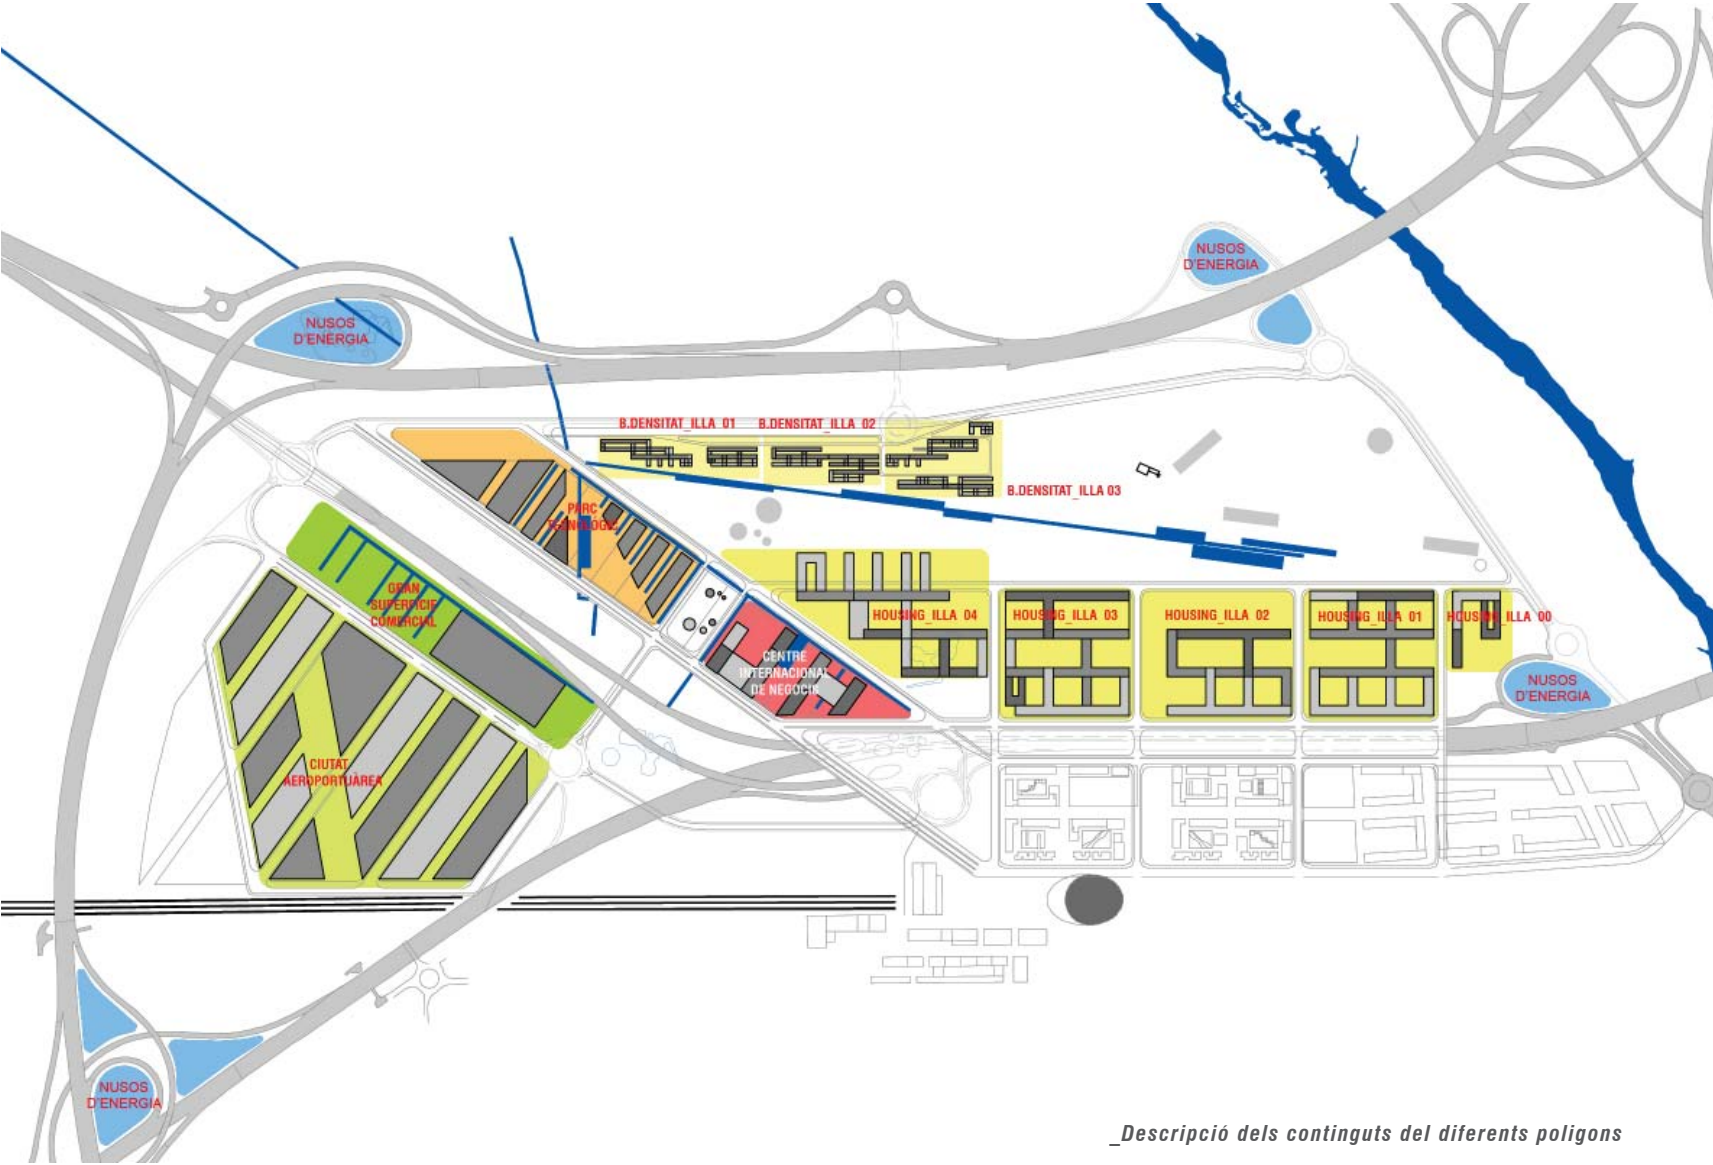 NUSOS
D'ENERGIA
NUSOS
D'ENERGIA
B.DENSITAT_ILLA 01
B.DENSITAT_ILLA 02
B.DENSITAT_ILLA 03
PARC
TECNOLÒGIC
GRAN
SUPERFICIE
COMERCIAL
HOUSING_ILLA 04
HOUSING_ILLA 03
HOUSING_ILLA 02
HOUSING_ILLA 01
HOUSING_ILLA 00
CENTRE
INTERNACIONAL
DE NEGOCIS
NUSOS
D'ENERGIA
CIUTAT
AEROPORTUÀREA
NUSOS
D'ENERGIA
_Descripció dels continguts del diferents poligons